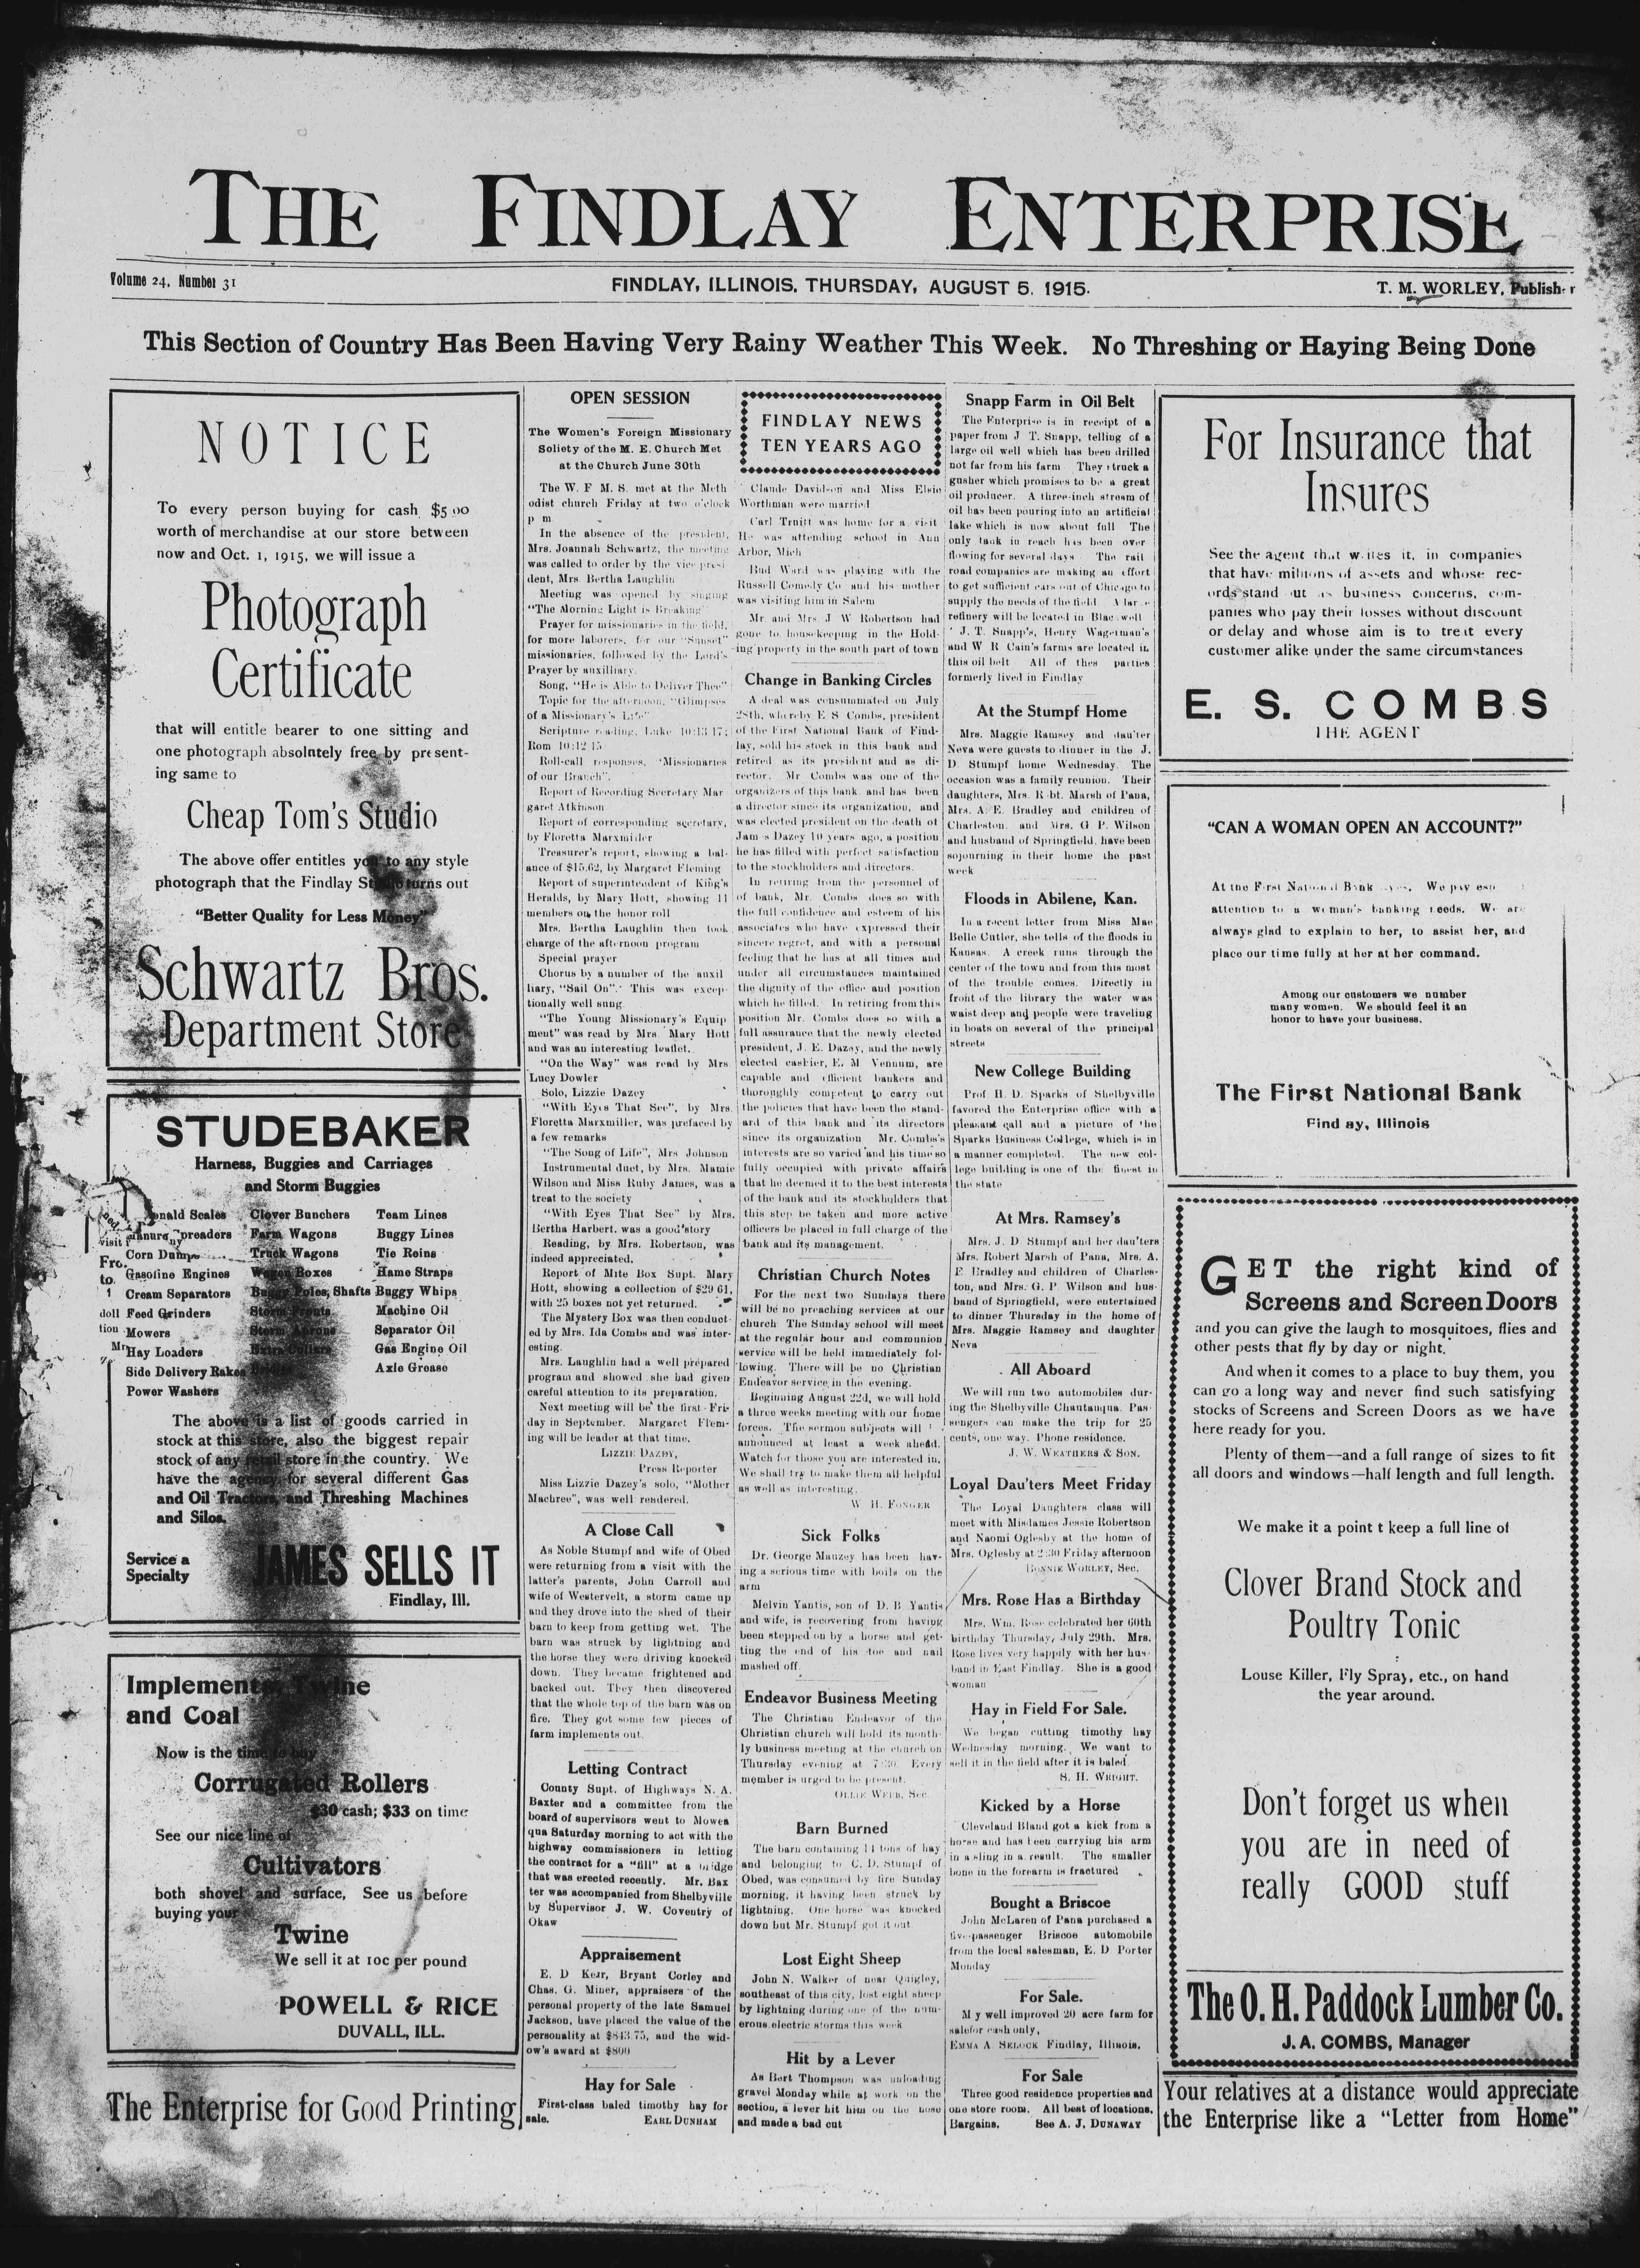 THE FINDLAY ENTERPRISE
Volume 24, Number 31
FINDLAY, ILLINOIS, THURSDAY, AUGUST 5, 1915.
T. M. WORLEY, Publisher
This Section of Country Has Been Having Very Rainy Weather This Week. No Threshing or Haying Being Done
NOTICE
To every person buying for cash $5 00
worth of merchandise at our store between
now and Oct. 1, 1915, we will issue a
Photograph
Certificate
that will entitle bearer to one sitting and
one photograph absolntely free by present-
ing same to
Cheap Tom's Studio
The above offer entitles you to any style
photograph that the Findlay Studio turns out
"Better Quality for Less Money"
Schwartz Bros.
Department Store
STUDEBAKER
Harness, Buggies and Carriages
and Storm Buggies
onald Scales Clover Bunchers Team Lines
anure preaders Farm Wagons Buggy Lines
Corn Dump Truck Wagons Tie Reins
Gasoline Engines Wagon Boxes Hame Straps
Cream Separators Buggy Poles, Shafts Buggy Whips
Feed Grinders Storm Fronts Machine Oil
Mowers Storm Aprons Separator Oil
Hay Loaders Extra Collars Gas Engine Oil
Side Delivery Rakes Axle Grease
Power Washers
The above is a list of goods carried in
stock at this store, also the biggest repair
stock of any retail store in the country. We
have the agency for several different Gas
and Oil Tractors, and Threshing Machines
and Silos.
Service a
Specialty
JAMES SELLS IT
Findlay, Ill.
Implements, Twine
and Coal
Now is the time to buy
Corrugated Rollers
$30 cash; $33 on time
See our nice line of
Cultivators
both shovel and surface, See us before
buying your
Twine
We sell it at 10c per pound
POWELL & RICE
DUVALL, ILL.
The Enterprise for Good Printing
OPEN SESSION
The Women's Foreign Missionary
Soliety of the M. E. Church Met
at the Church June 30th
The W. F M. S. met at the Meth
odist church Friday at two o'clock
p m
In the absence of the president,
Mrs. Joannah Schwartz, the meeting
was called to order by the vice presi
dent, Mrs. Bertha Laughlin
Meeting was opened by singing
"The Morning Light is Breaking"
Prayer for missionaries in the field,
for more laborers, for our "Sunset"
missionaries, followed by the Lord's
Prayer by auxilliary.
Song, "He is Able to Deliver Thee"
Topic for the afternoon, "Glimpses
of a Missionary's Life"
Scripture reading, Luke 10:13 17;
Rom 10:12 15
Roll-call responses, 'Missionaries
of our Branch".
Report of Recording Secretary Mar
garet Atkinson
Report of corresponding secretary,
by Floretta Marxmiller
Treasurer's report, showing a bal-
ance of $15.62, by Margaret Fleming
Report of superintendent of King's
Heralds, by Mary Hott, showing 11
members on the honor roll
Mrs. Bertha Laughlin then took
charge of the afternoon program
Special prayer
Chorus by a number of the auxil
liary, "Sail On". This was excep-
tionally well sung
"The Young Missionary's Equip
ment" was read by Mrs. Mary Hott
and was an interesting leaflet.
"On the Way" was read by Mrs
Lucy Dowler
Solo, Lizzie Dazey
"With Eyes That See", by Mrs.
Floretta Marxmiller, was prefaced by
a few remarks
"The Song of Life", Mrs Johnson
Instrumental duet, by Mrs. Mamie
Wilson and Miss Ruby James, was a
treat to the society
"With Eyes That See" by Mrs.
Bertha Harbert. was a good story
Reading, by Mrs. Robertson, was
indeed appreciated.
Report of Mite Box Supt. Mary
Hott, showing a collection of $29 61,
with 25 boxes not yet returned.
The Mystery Box was then conduct
ed by Mrs. Ida Combs and was inter-
esting.
Mrs. Laughlin had a well prepared
program and showed she had given
careful attention to its preparation.
Next meeting will be the first Fri-
day in September. Margaret Flem-
ing will be leader at that time.
LIZZIE DAZEY,
Press Reporter
Miss Lizzie Dazey's solo, "Mother
Machree", was well rendered.
A Close Call
As Noble Stumpf and wife of Obed
were returning from a visit with the
latter's parents, John Carroll and
wife of Westervelt, a storm came up
and they drove into the shed of their
barn to keep from getting wet. The
barn was struck by lightning and
the horse they were driving knocked
down. They became frightened and
backed out. They then discovered
that the whole top of the barn was on
fire. They got some few pieces of
farm implements out.
Letting Contract
County Supt. of Highways N. A.
Baxter and a committee from the
board of supervisors went to Mowea
qua Saturday morning to act with the
highway commissioners in letting
the contract for a "fill" at a bridge
that was erected recently. Mr. Bax
ter was accompanied from Shelbyville
by Supervisor J. W. Coventry of
Okaw
Appraisement
E. D Kear, Bryant Corley and
Chas. G. Miner, appraisers of the
personal property of the late Samuel
Jackson, have placed the value of the
personality at $843.75, and the wid-
ow's award at $800
Hay for Sale
First-class baled timothy hay for
sale. EARL DUNHAM
FINDLAY NEWS
TEN YEARS AGO
Claude Davidson and Miss Elsie
Worthman were married
Carl Truitt was home for a visit
He was attending school in Ann
Arbor, Mich
Bud Ward was playing with the
Russell Comedy Co and his mother
was visiting him in Salem
Mr. and Mrs. J W Robertson had
gone to housekeeping in the Hold-
ing property in the south part of town
Change in Banking Circles
A deal was consummated on July
28th, whereby E S Combs, president
of the First National Bank of Find-
lay, sold his stock in this bank and
retired as its president and as di-
rector. Mr Combs was one of the
organizers of this bank and has been
a director since its organization, and
was elected president on the death of
Jam s Dazey 10 years ago, a position
he has filled with perfect satisfaction
to the stockholders and directors.
In retiring from the personnel of
of bank, Mr. Combs does so with
the full confidence and esteem of his
associates who have expressed their
sincere regret, and with a personal
feeling that he has at all times and
under all circumstances maintained
the dignity of the office and position
which he filled. In retiring from this
position Mr. Combs does so with a
full assurance that the newly elected
president, J. E. Dazey, and the newly
elected cashier, E. M Vennum, are
capable and efficient bankers and
thoroughly competent to carry out
the policies that have been the stand-
ard of this bank and its directors
since its organization Mr. Combs's
interests are so varied and his time so
fully occupied with private affairs
that he deemed it to the best interests
of the bank and its stockholders that
this step be taken and more active
officers be placed in full charge of the
bank and its management.
Christian Church Notes
For the next two Sundays there
will be no preaching services at our
church The Sunday school will meet
at the regular hour and communion
service will be held immediately fol-
lowing. There will be no Christian
Endeavor service in the evening.
Beginning August 22d, we will hold
a three weeks meeting with our home
forces. The sermon subjects will
announced at least a week ahead.
Watch for those you are interested in.
We shall try to make them all helpful
as well as interesting.
W H. FONGER
Sick Folks
Dr. George Mauzey has been hav-
ing a serious time with boils on the
arm
Melvin Yantis, son of D. B Yantis
and wife, is recovering from having
been stepped on by a horse and get-
ting the end of his toe and nail
mashed off
Endeavor Business Meeting
The Christian Endeavor of the
Christian church will hold its month-
ly business meeting at the church on
Thursday evening at 7:30. Every
member is urged to be present.
OLLIE WEBB, Sec
Barn Burned
The barn containing 14 tons of hay
and belonging to C. D. Stumpf of
Obed, was consumed by fire Sunday
morning, it having been struck by
lightning. One horse was knocked
down but Mr. Stumpf got it out.
Lost Eight Sheep
John N. Walker of near Quigley,
southeast of this city, lost eight sheep
by lightning during one of the num-
erous electric storms this week
Hit by a Lever
As Bert Thompson was unloading
gravel Monday while at work on the
section, a lever hit him on the nose
and made a bad cut
Snapp Farm in Oil Belt
The Enterprise is in receipt of a
paper from J T. Snapp, telling of a
large oil well which has been drilled
not far from his farm They struck a
gusher which promises to be a great
oil producer. A three-inch stream of
oil has been pouring into an artificial
lake which is now about full The
only tank in reach has been over
flowing for several days The rail
road companies are making an effort
to get sufficient cars out of Chicago to
supply the needs of the field A lar e
refinery will be located in Blac well
J. T. Snapp's, Henry Wagerman's
and W R Cain's farms are located in
this oil belt All of thes parties
formerly lived in Findlay
At the Stumpf Home
Mrs. Maggie Ramsey and dau'ter
Neva were guests to dinner in the J.
D Stumpf home Wednesday. The
occasion was a family reunion. Their
daughters, Mrs. R bt. Marsh of Pana,
Mrs. A. E. Bradley and children of
Charleston, and Mrs. G P. Wilson
and husband of Springfield, have been
sojourning in their home the past
week
Floods in Abilene, Kan.
In a recent letter from Miss Mae
Belle Cutler, she tells of the floods in
Kansas. A creek runs through the
center of the town and from this most
of the trouble comes. Directly in
front of the library the water was
waist deep and people were traveling
in boats on several of the principal
streets
New College Building
Prof H. D. Sparks of Shelbyville
favored the Enterprise office with a
pleasant call and a picture of the
Sparks Business College, which is in
a manner completed. The new col-
lege building is one of the finest in
the state
At Mrs. Ramsey's
Mrs. J. D Stumpf and her dau'ters
Mrs. Robert Marsh of Pana, Mrs. A.
E Bradley and children of Charles-
ton, and Mrs. G. P. Wilson and hus-
band of Springfield, were entertained
to dinner Thursday in the home of
Mrs. Maggie Ramsey and daughter
Neva
All Aboard
We will run two automobiles dur-
ing the Shelbyville Chautauqua. Pas-
sengers can make the trip for 25
cents, one way. Phone residence.
J. W. WEATHERS & SON.
Loyal Dau'ters Meet Friday
The Loyal Daughters class will
meet with Misdames Jessie Robertson
and Naomi Oglesby at the home of
Mrs. Oglesby at 2:30 Friday afternoon
BONNIE WORLEY, Sec.
Mrs. Rose Has a Birthday
Mrs. Wm. Rose celebrated her 60th
birthday Thursday, July 29th. Mrs.
Rose lives very happily with her hus-
band in East Findlay. She is a good
woman
Hay in Field For Sale.
We began cutting timothy hay
Wednesday morning. We want to
sell it in the field after it is baled.
S. H. WRIGHT.
Kicked by a Horse
Cleveland Bland got a kick from a
horse and has been carrying his arm
in a sling in a result. The smaller
bone in the forearm is fractured
Bought a Briscoe
John McLaren of Pana purchased a
five-passenger Briscoe automobile
from the local salesman, E. D Porter
Monday
For Sale.
My well improved 20 acre farm for
salefor cash only,
EMMA A. SELOCK Findlay, Illinois.
For Sale
Three good residence properties and
one store room. All best of locations.
Bargains. See A. J. DUNAWAY
For Insurance that
Insures
See the agent that writes it, in companies
that have millions of assets and whose rec-
ords stand out as business concerns, com-
panies who pay their losses without discount
or delay and whose aim is to treat every
customer alike under the same circumstances
E. S. COMBS
THE AGENT
"CAN A WOMAN OPEN AN ACCOUNT?"
At the First National Bank yes. We pay
attention to a woman's banking needs. We are
always glad to explain to her, to assist her, and
place our time fully at her at her command.
Among our customers we number
many women. We should feel it an
honor to have your business.
The First National Bank
Find ay, Illinois
GET the right kind of
Screens and Screen Doors
and you can give the laugh to mosquitoes, flies and
other pests that fly by day or night.
And when it comes to a place to buy them, you
can go a long way and never find such satisfying
stocks of Screens and Screen Doors as we have
here ready for you.
Plenty of them—and a full range of sizes to fit
all doors and windows—half length and full length.
We make it a point t keep a full line of
Clover Brand Stock and
Poultry Tonic
Louse Killer, Fly Spray, etc., on hand
the year around.
Don't forget us when
you are in need of
really GOOD stuff
The O. H. Paddock Lumber Co.
J. A. COMBS, Manager
Your relatives at a distance would appreciate
the Enterprise like a "Letter from Home"